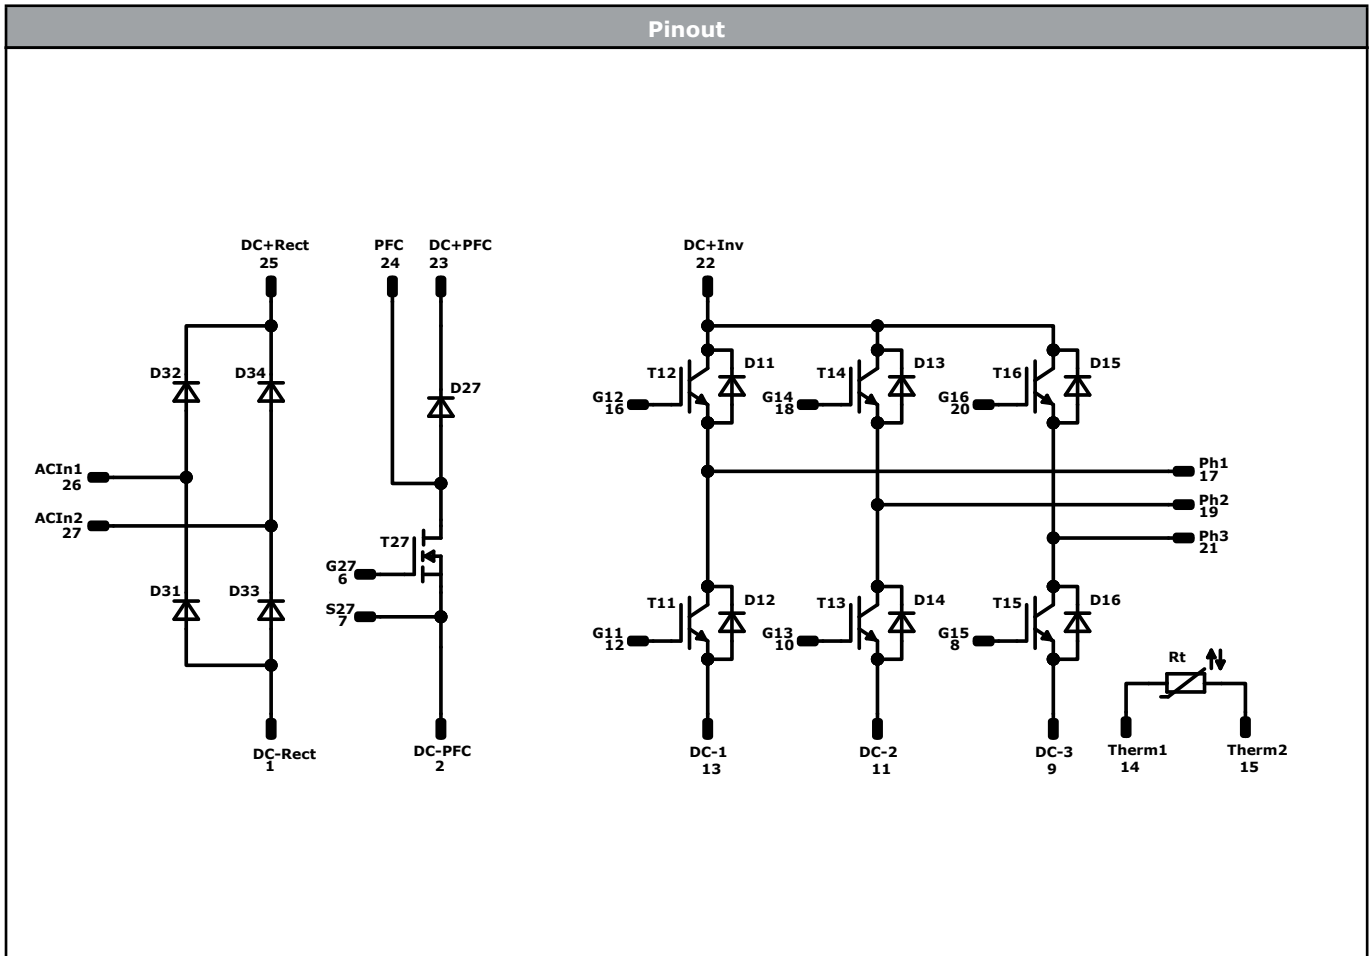 Pinout
DC+Rect
25
PFC
24
DC+PFC
23
DC+Inv
22
D32
D34
D27
T12
D11
T14
D13
T16
D15
G12
16
G14
18
G16
20
ACIn1
26
Ph1
17
ACIn2
27
Ph2
19
T27
Ph3
21
G27
6
D31
D33
S27
7
T11
D12
T13
D14
T15
D16
G11
12
G13
10
G15
8
Rt
DC-Rect
1
DC-PFC
2
DC-1
13
DC-2
11
DC-3
9
Therm1
14
Therm2
15